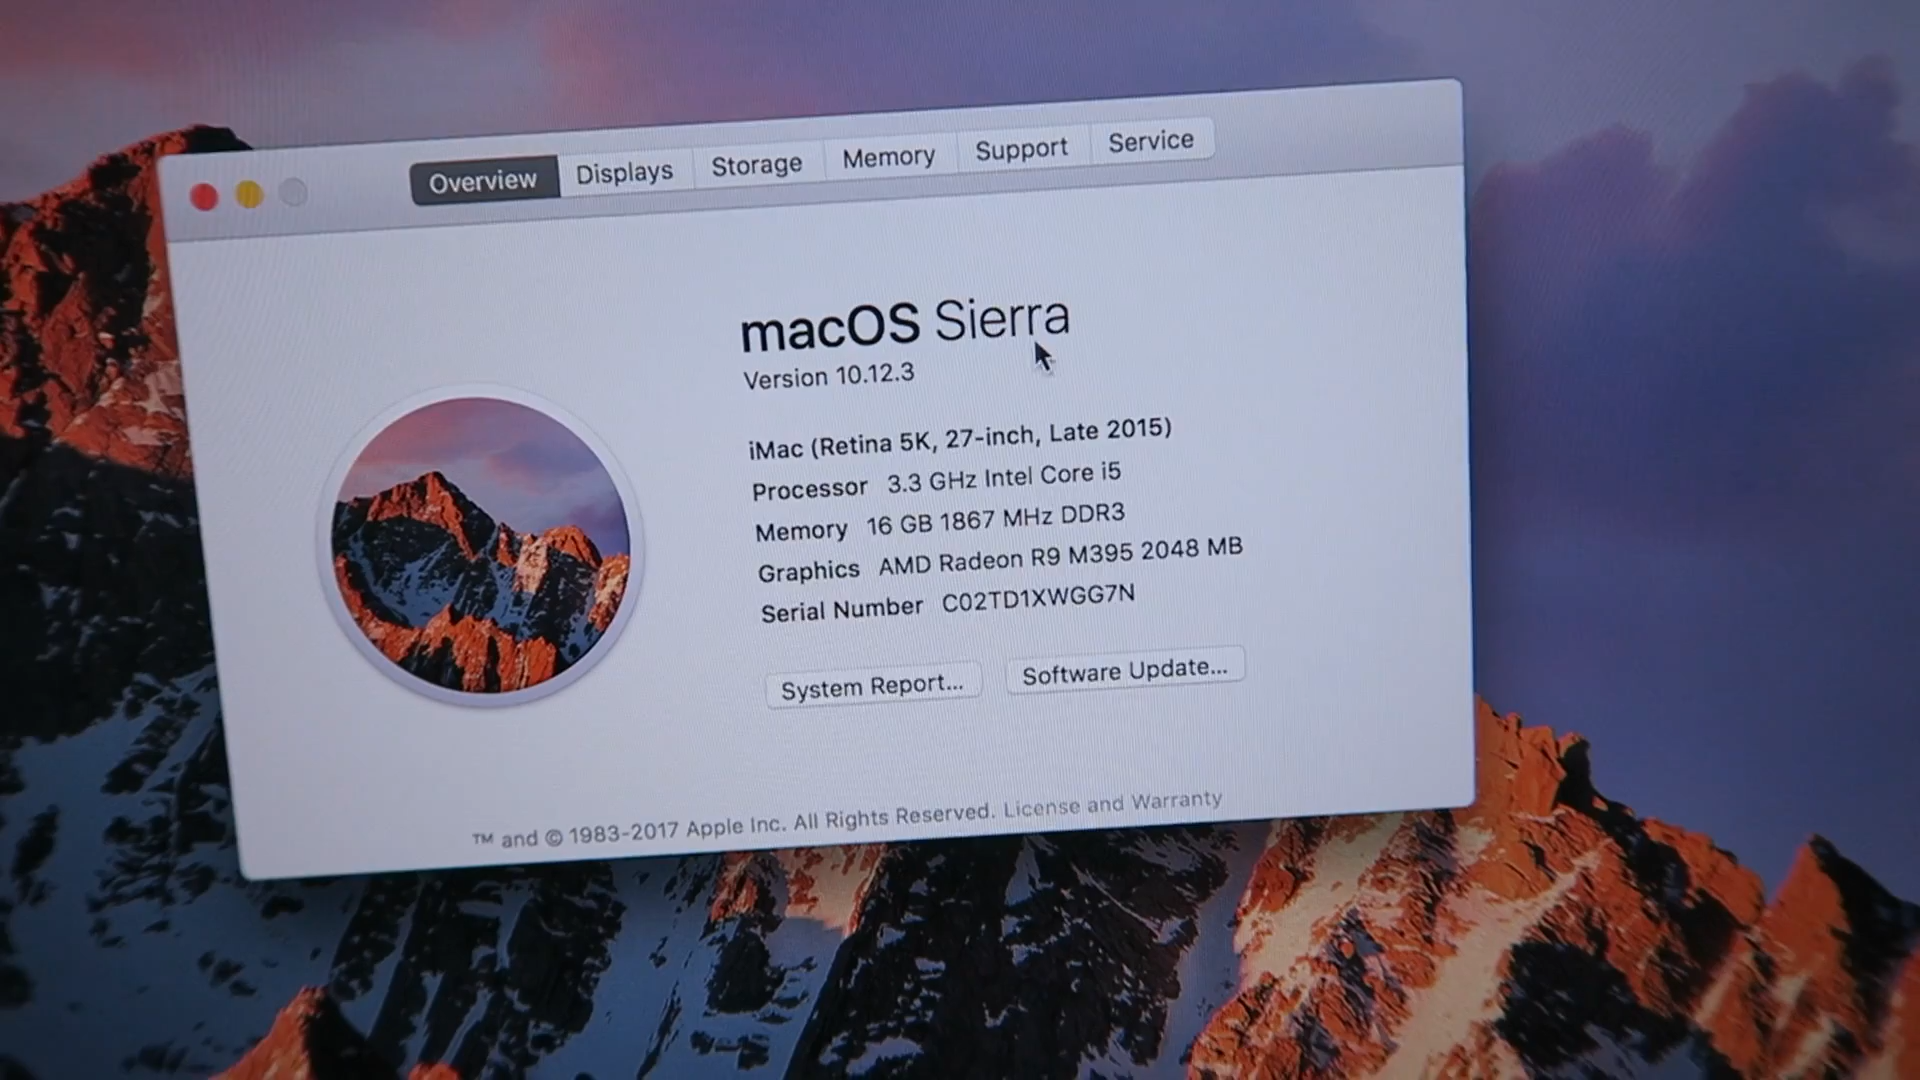 Overview Displays Storage Memory Support Service
macOS Sierra
Version 10.12.3
iMac (Retina 5K, 27-inch, Late 2015)
Processor 3.3 GHz Intel Core i5
Memory 16 GB 1867 MHz DDR3
Graphics AMD Radeon R9 M395 2048 MB
Serial Number C02TD1XWGG7N
System Report... Software Update...
™ and © 1983-2017 Apple Inc. All Rights Reserved. License and Warranty